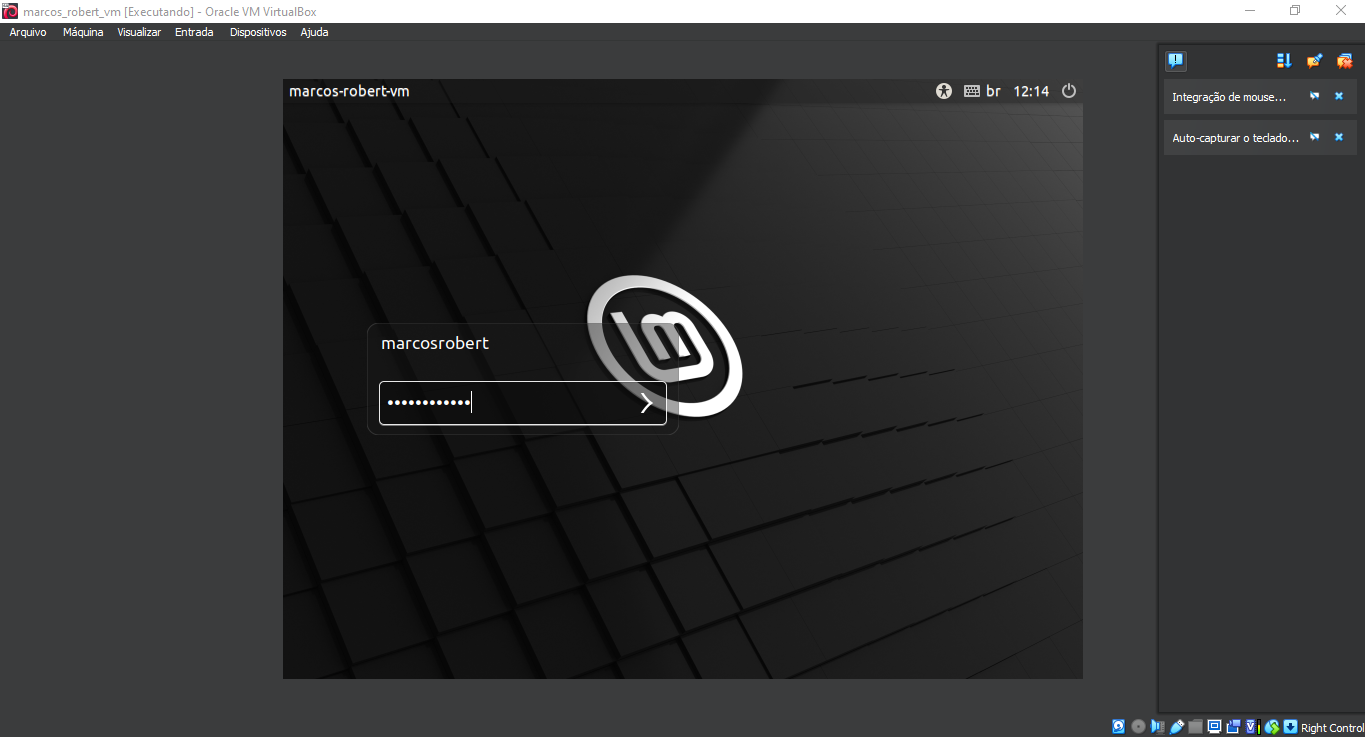 marcos_robert_vm [Executando] - Oracle VM VirtualBox
Arquivo Máquina Visualizar Entrada Dispositivos Ajuda
marcos-robert-vm br 12:14
Integração de mouse...
Auto-capturar o teclado...
marcosrobert
••••••••••••
Right Control